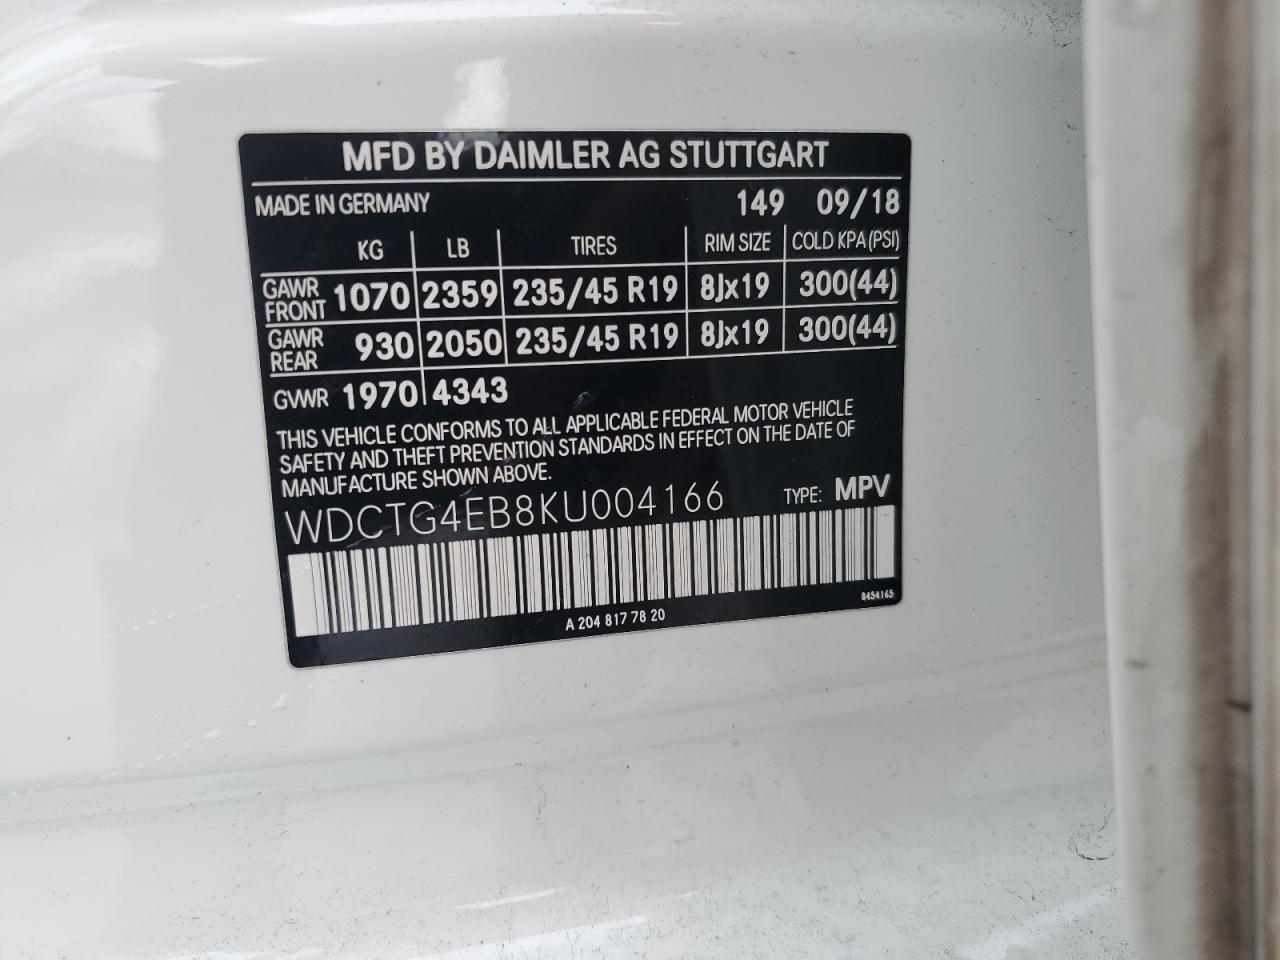 MFD BY DAIMLER AG STUTTGART
MADE IN GERMANY 149 09/18
KG LB TIRES RIM SIZE COLD KPA (PSI)
GAWR FRONT 1070 2359 235/45 R19 8Jx19 300(44)
GAWR REAR 930 2050 235/45 R19 8Jx19 300(44)
GVWR 1970 4343
THIS VEHICLE CONFORMS TO ALL APPLICABLE FEDERAL MOTOR VEHICLE
SAFETY AND THEFT PREVENTION STANDARDS IN EFFECT ON THE DATE OF
MANUFACTURE SHOWN ABOVE.
WDCTG4EB8KU004166 TYPE: MPV
8454165
A 204 817 78 20